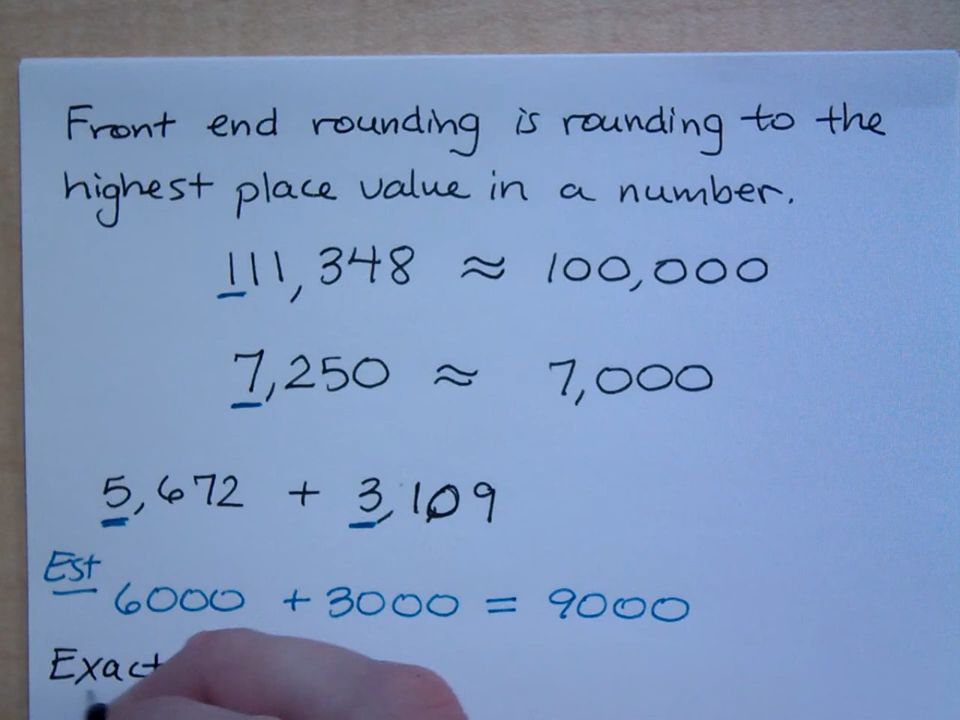 Front end rounding is rounding to the
highest place value in a number.
111,348 ≈ 100,000
7,250 ≈ 7,000
5,672 + 3,109
Est
6000 + 3000 = 9000
Exact